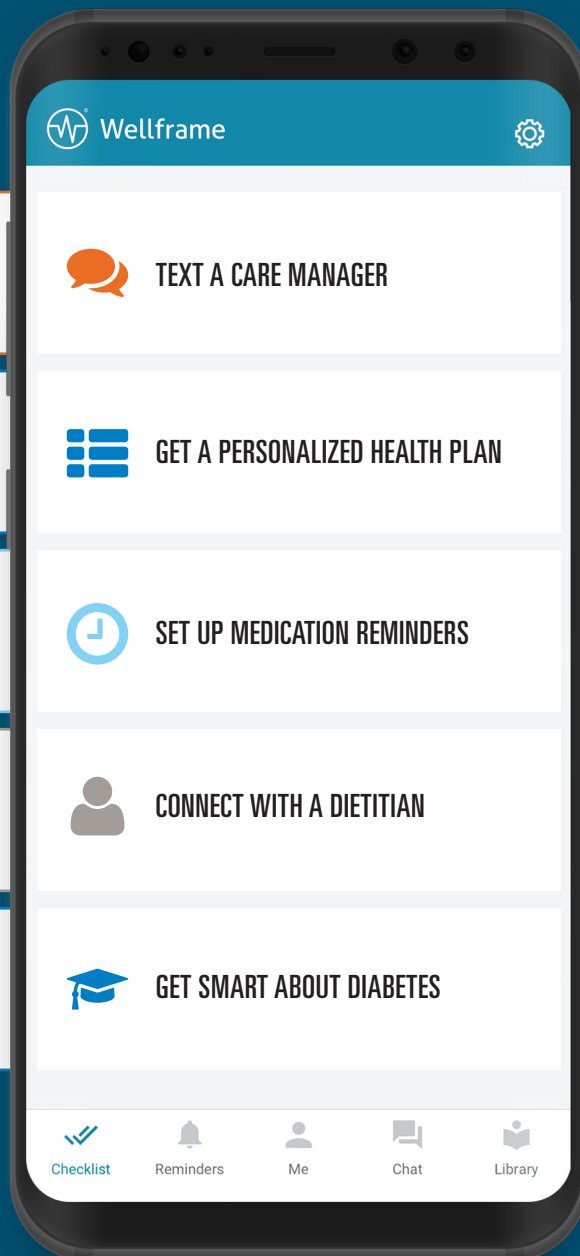 Wellframe
TEXT A CARE MANAGER
GET A PERSONALIZED HEALTH PLAN
SET UP MEDICATION REMINDERS
CONNECT WITH A DIETITIAN
GET SMART ABOUT DIABETES
Checklist Reminders Me Chat Library